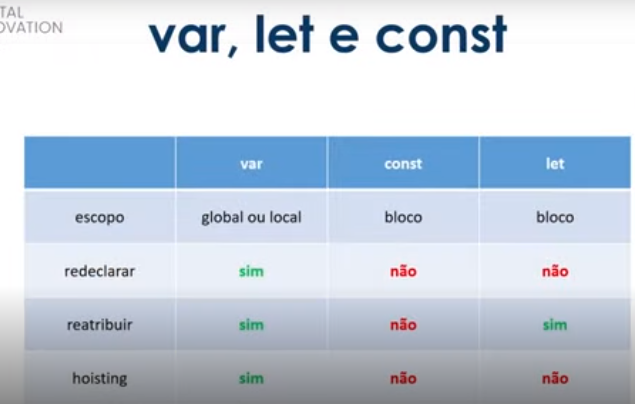 OVATION
var, let e const
var const let
escopo global ou local bloco bloco
redeclarar sim não não
reatribuir sim não sim
hoisting sim não não